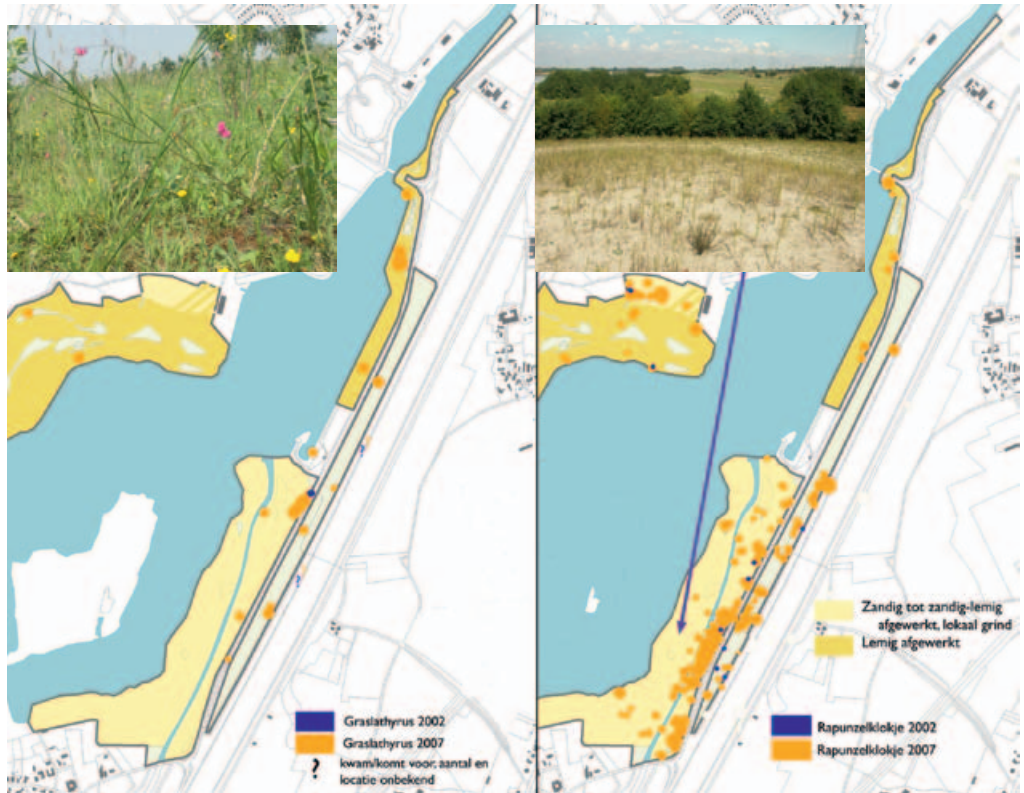 Graslathyrus 2002
Graslathyrus 2007
? kwam/komt voor, aantal en
locatie onbekend
Zandig tot zandig-lemig
afgewerkt, lokaal grind
Lemig afgewerkt
Rapunzelklokje 2002
Rapunzelklokje 2007